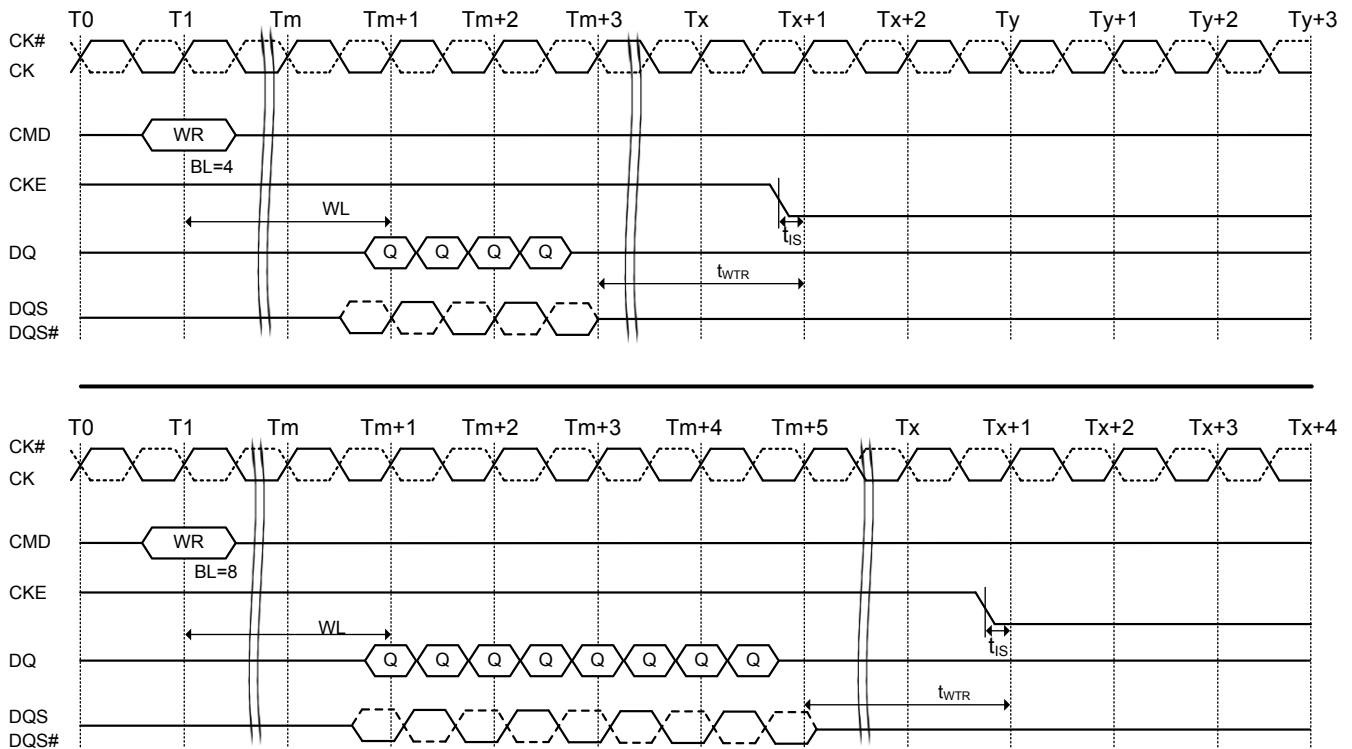 T0 T1 Tm Tm+1 Tm+2 Tm+3 Tx Tx+1 Tx+2 Ty Ty+1 Ty+2 Ty+3
CK#
CK
CMD WR
BL=4
CKE
WL
tIS
DQ Q Q Q Q
tWTR
DQS
DQS#
T0 T1 Tm Tm+1 Tm+2 Tm+3 Tm+4 Tm+5 Tx Tx+1 Tx+2 Tx+3 Tx+4
CK#
CK
CMD WR
BL=8
CKE
WL
tIS
DQ Q Q Q Q Q Q Q Q
tWTR
DQS
DQS#